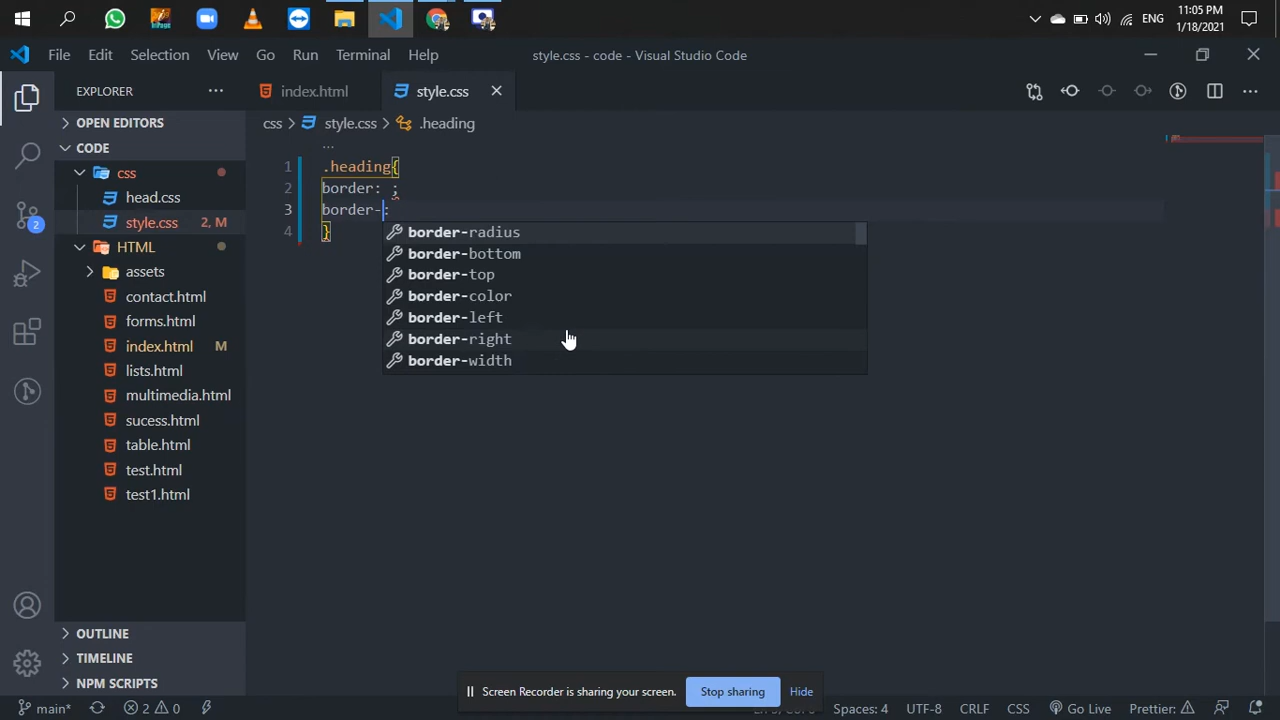 11:05 PM
ENG
1/18/2021
File Edit Selection View Go Run Terminal Help
style.css - code - Visual Studio Code
EXPLORER
index.html
style.css
OPEN EDITORS
css > style.css > .heading
CODE
...
css
1 .heading{
head.css
2 border: ;
style.css 2, M
3 border-:
4 }
HTML
assets
contact.html
forms.html
index.html M
lists.html
multimedia.html
sucess.html
table.html
test.html
test1.html
border-radius
border-bottom
border-top
border-color
border-left
border-right
border-width
2
OUTLINE
TIMELINE
NPM SCRIPTS
Screen Recorder is sharing your screen.
Stop sharing
Hide
main*
2 0
Spaces: 4
UTF-8
CRLF
CSS
Go Live
Prettier: